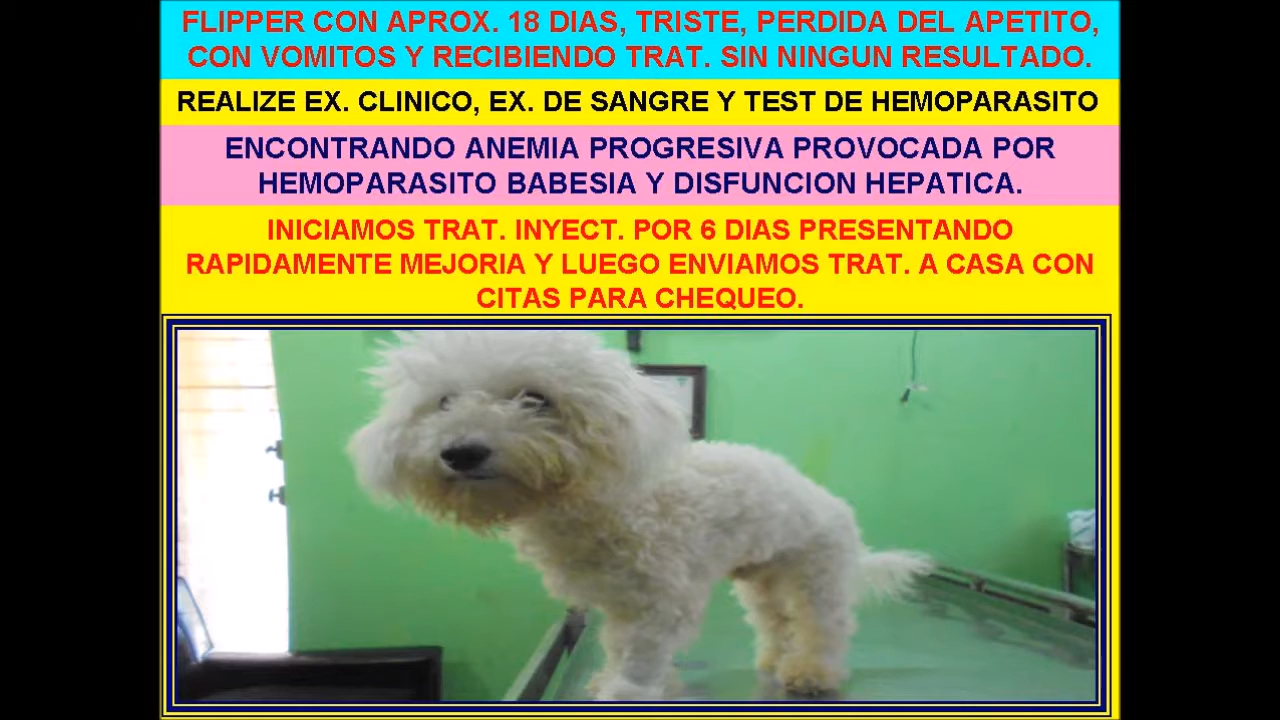 FLIPPER CON APROX. 18 DIAS, TRISTE, PERDIDA DEL APETITO,
CON VOMITOS Y RECIBIENDO TRAT. SIN NINGUN RESULTADO.
REALIZE EX. CLINICO, EX. DE SANGRE Y TEST DE HEMOPARASITO
ENCONTRANDO ANEMIA PROGRESIVA PROVOCADA POR
HEMOPARASITO BABESIA Y DISFUNCION HEPATICA.
INICIAMOS TRAT. INYECT. POR 6 DIAS PRESENTANDO
RAPIDAMENTE MEJORIA Y LUEGO ENVIAMOS TRAT. A CASA CON
CITAS PARA CHEQUEO.